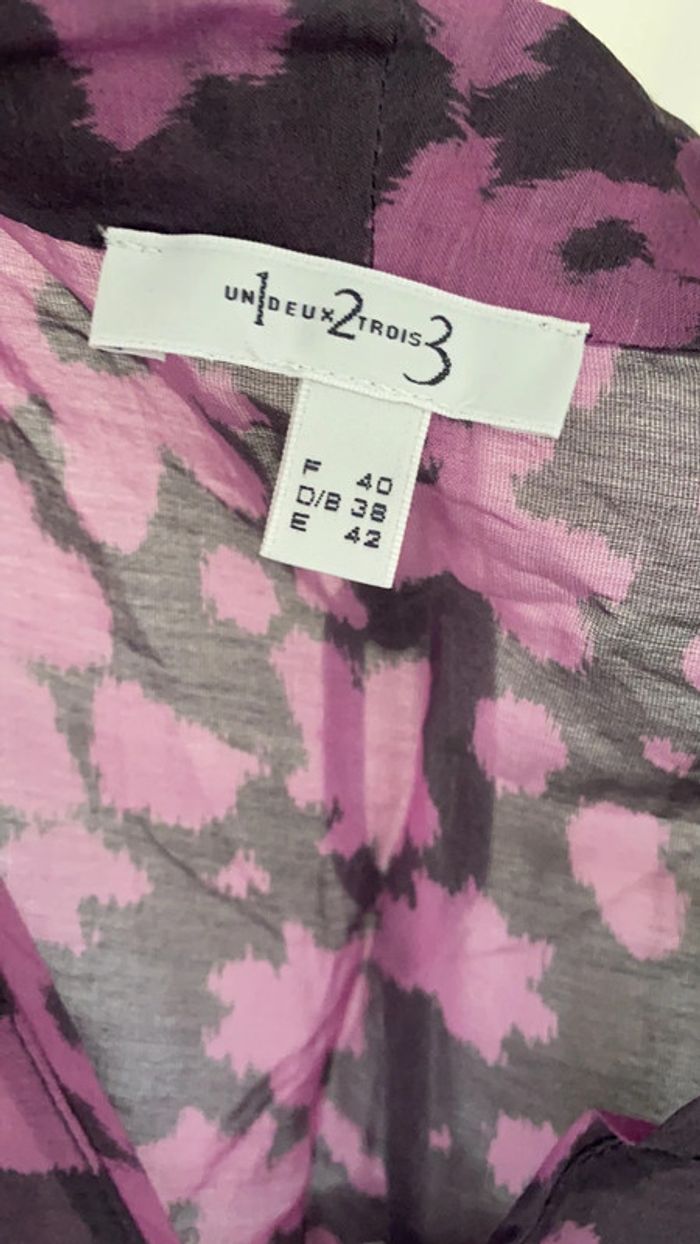 UN1DEUX2TROIS3
F 40
D/B 38
E 42